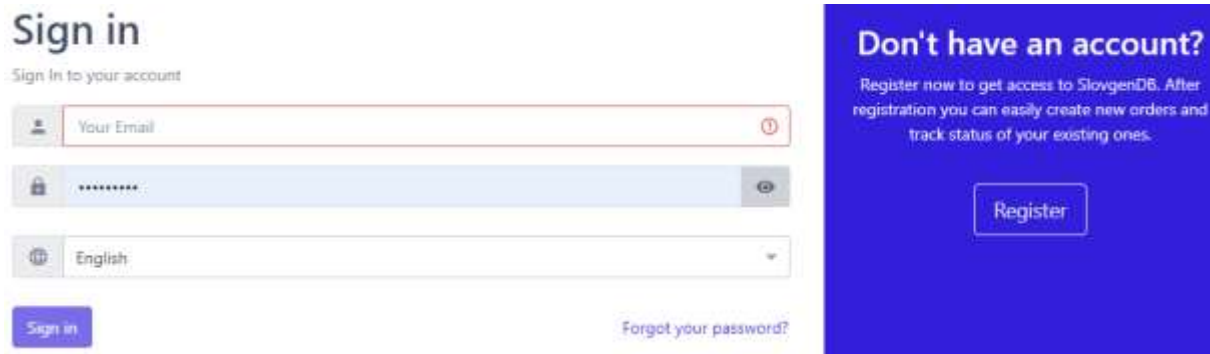 Sign in
Sign In to your account
Your Email
•••••••••
English
Sign in
Forgot your password?
Don't have an account?
Register now to get access to SlovgenDB. After
registration you can easily create new orders and
track status of your existing ones.
Register